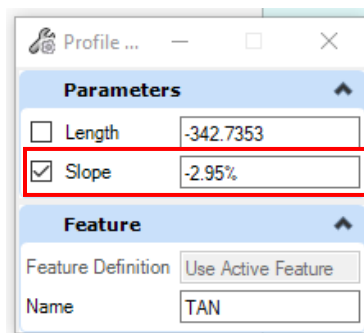 Profile ...
Parameters
Length -342.7353
Slope -2.95%
Feature
Feature Definition Use Active Feature
Name TAN